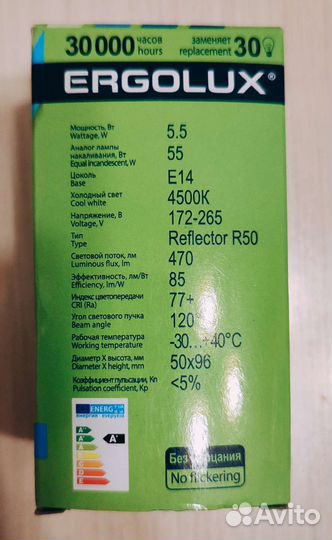 30 000 часов hours
заменяет replacement 30
ERGOLUX®
Мощность, Вт
Wattage, W
5.5
Аналог лампы
накаливания, Вт
Equal incandescent, W
55
Цоколь
Base
E14
Холодный свет
Cool white
4500K
Напряжение, В
Voltage, V
172-265
Тип
Type
Reflector R50
Световой поток, лм
Luminous flux, lm
470
Эффективность, лм/Вт
Efficiency, lm/W
85
Индекс цветопередачи
CRI (Ra)
77+
Угол светового пучка
Beam angle
120°
Рабочая температура
Working temperature
-30...+40°C
Диаметр X высота, мм
Diameter X height, mm
50x96
Коэффициент пульсации, Кп
Pulsation coefficient, Kp
<5%
ENERG
A
Без мерцания
No flickering
Avito